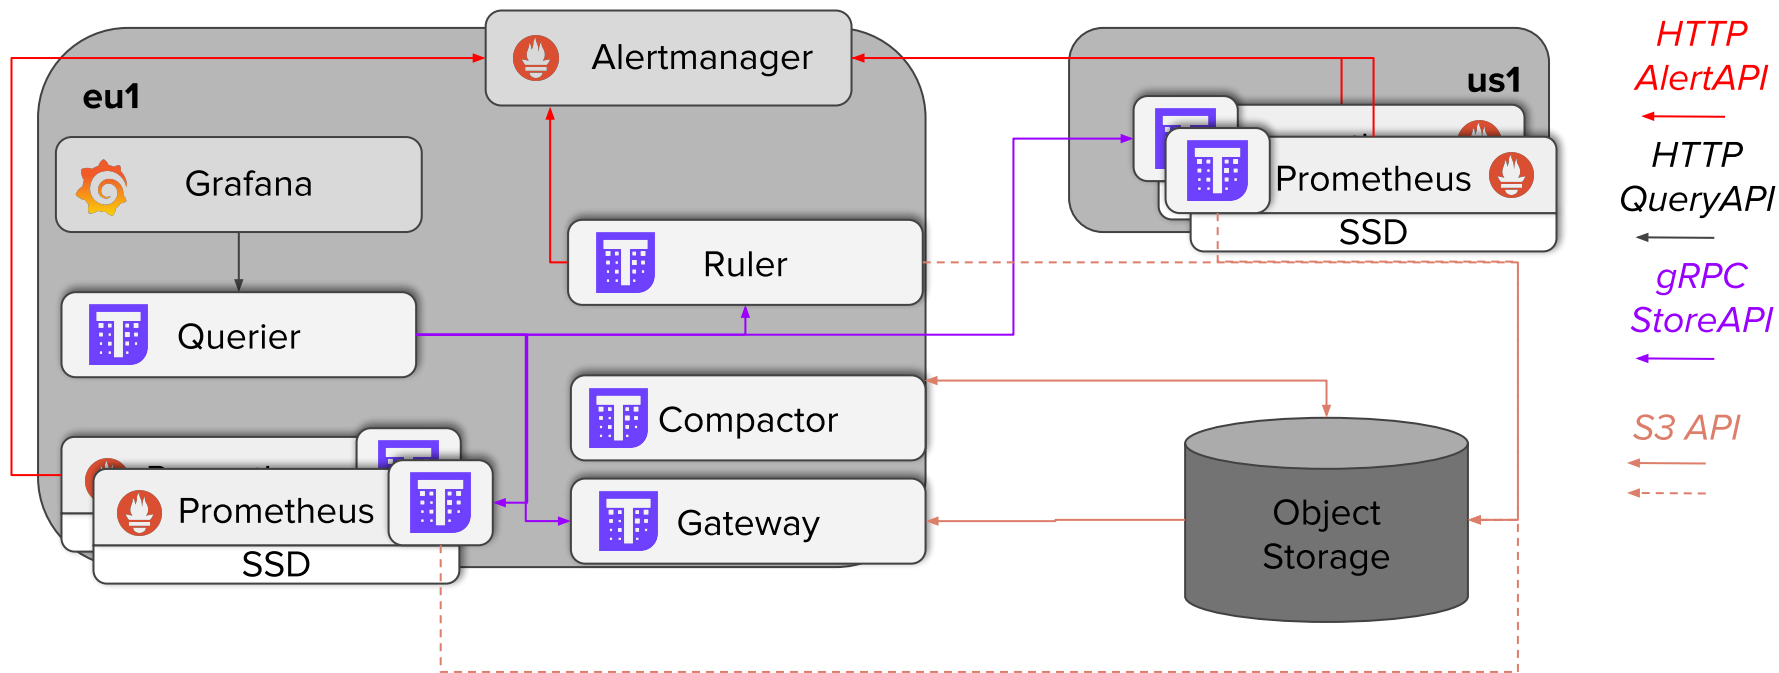 Alertmanager
eu1
Grafana
Querier
Ruler
Compactor
Gateway
Prometheus
SSD
us1
Prometheus
SSD
Object
Storage
HTTP
AlertAPI
HTTP
QueryAPI
gRPC
StoreAPI
S3 API